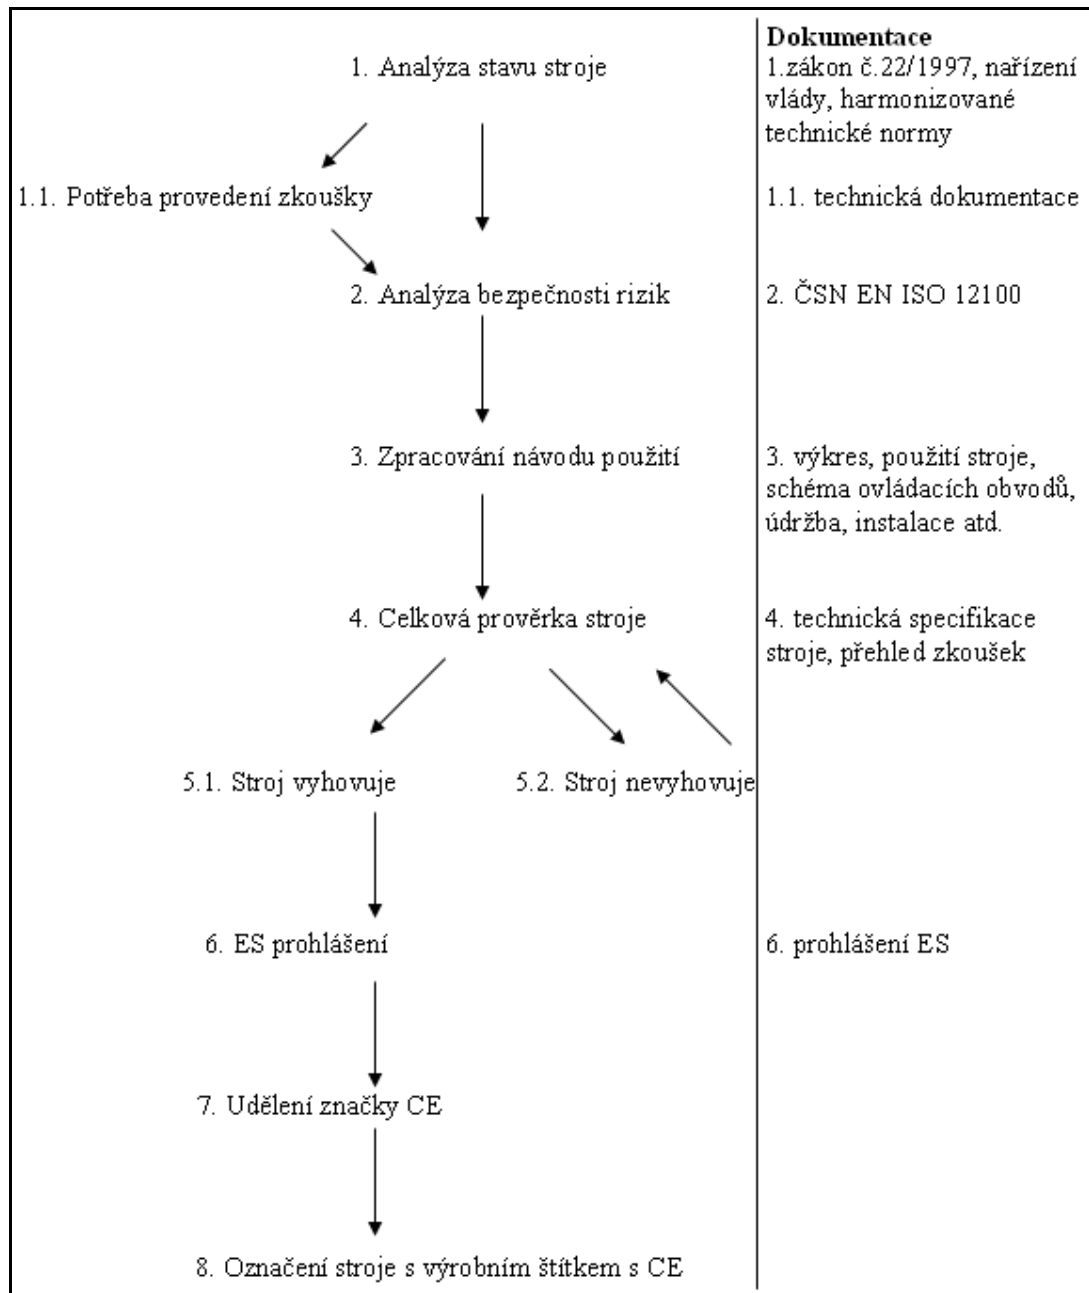 Dokumentace
1. Analýza stavu stroje
1.zákon č.22/1997, nařízení
vlády, harmonizované
technické normy
1.1. Potřeba provedení zkoušky
1.1. technická dokumentace
2. Analýza bezpečnosti rizik
2. ČSN EN ISO 12100
3. Zpracování návodu použití
3. výkres, použití stroje,
schéma ovládacích obvodů,
údržba, instalace atd.
4. Celková prověrka stroje
4. technická specifikace
stroje, přehled zkoušek
5.1. Stroj vyhovuje
5.2. Stroj nevyhovuje
6. ES prohlášení
6. prohlášení ES
7. Udělení značky CE
8. Označení stroje s výrobním štítkem s CE